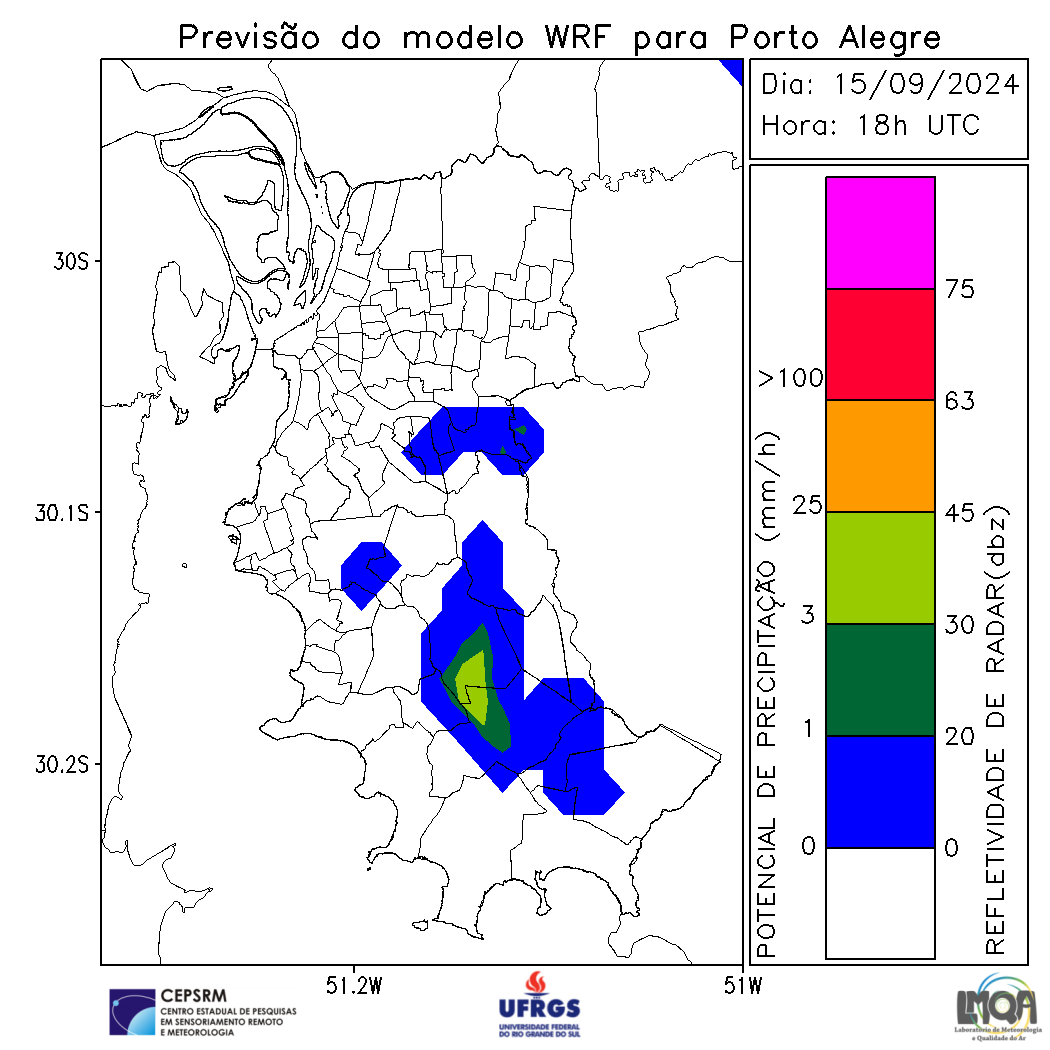 Previsão do modelo WRF para Porto Alegre
Dia: 15/09/2024
Hora: 18h UTC
30S
30.1S
30.2S
51.2W
51W
POTENCIAL DE PRECIPITAÇÃO (mm/h)
>100
25
3
1
0
75
63
45
30
20
0
REFLETIVIDADE DE RADAR(dbz)
CEPSRM
CENTRO ESTADUAL DE PESQUISAS
EM SENSORIAMENTO REMOTO
E METEOROLOGIA
UFRGS
UNIVERSIDADE FEDERAL
DO RIO GRANDE DO SUL
LMQA
Laboratório de Meteorologia
e Qualidade do Ar